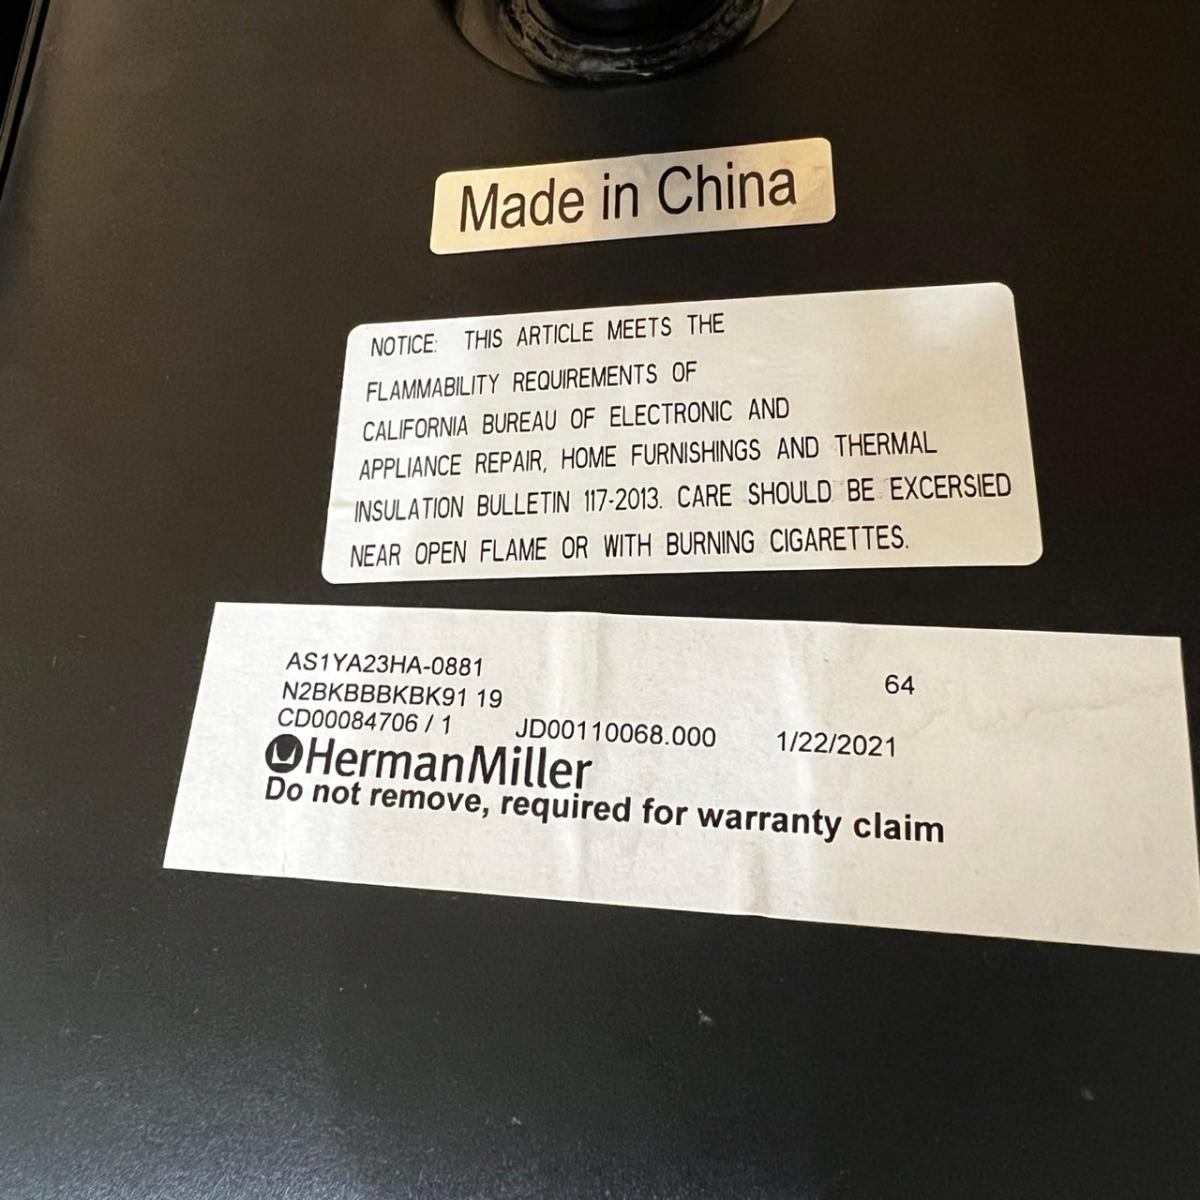 Made in China
NOTICE: THIS ARTICLE MEETS THE
FLAMMABILITY REQUIREMENTS OF
CALIFORNIA BUREAU OF ELECTRONIC AND
APPLIANCE REPAIR, HOME FURNISHINGS AND THERMAL
INSULATION BULLETIN 117-2013. CARE SHOULD BE EXCERSIED
NEAR OPEN FLAME OR WITH BURNING CIGARETTES.
AS1YA23HA-0881 64
N2BKBBBKBK91 19
CD00084706 / 1 JD00110068.000 1/22/2021
HermanMiller
Do not remove, required for warranty claim